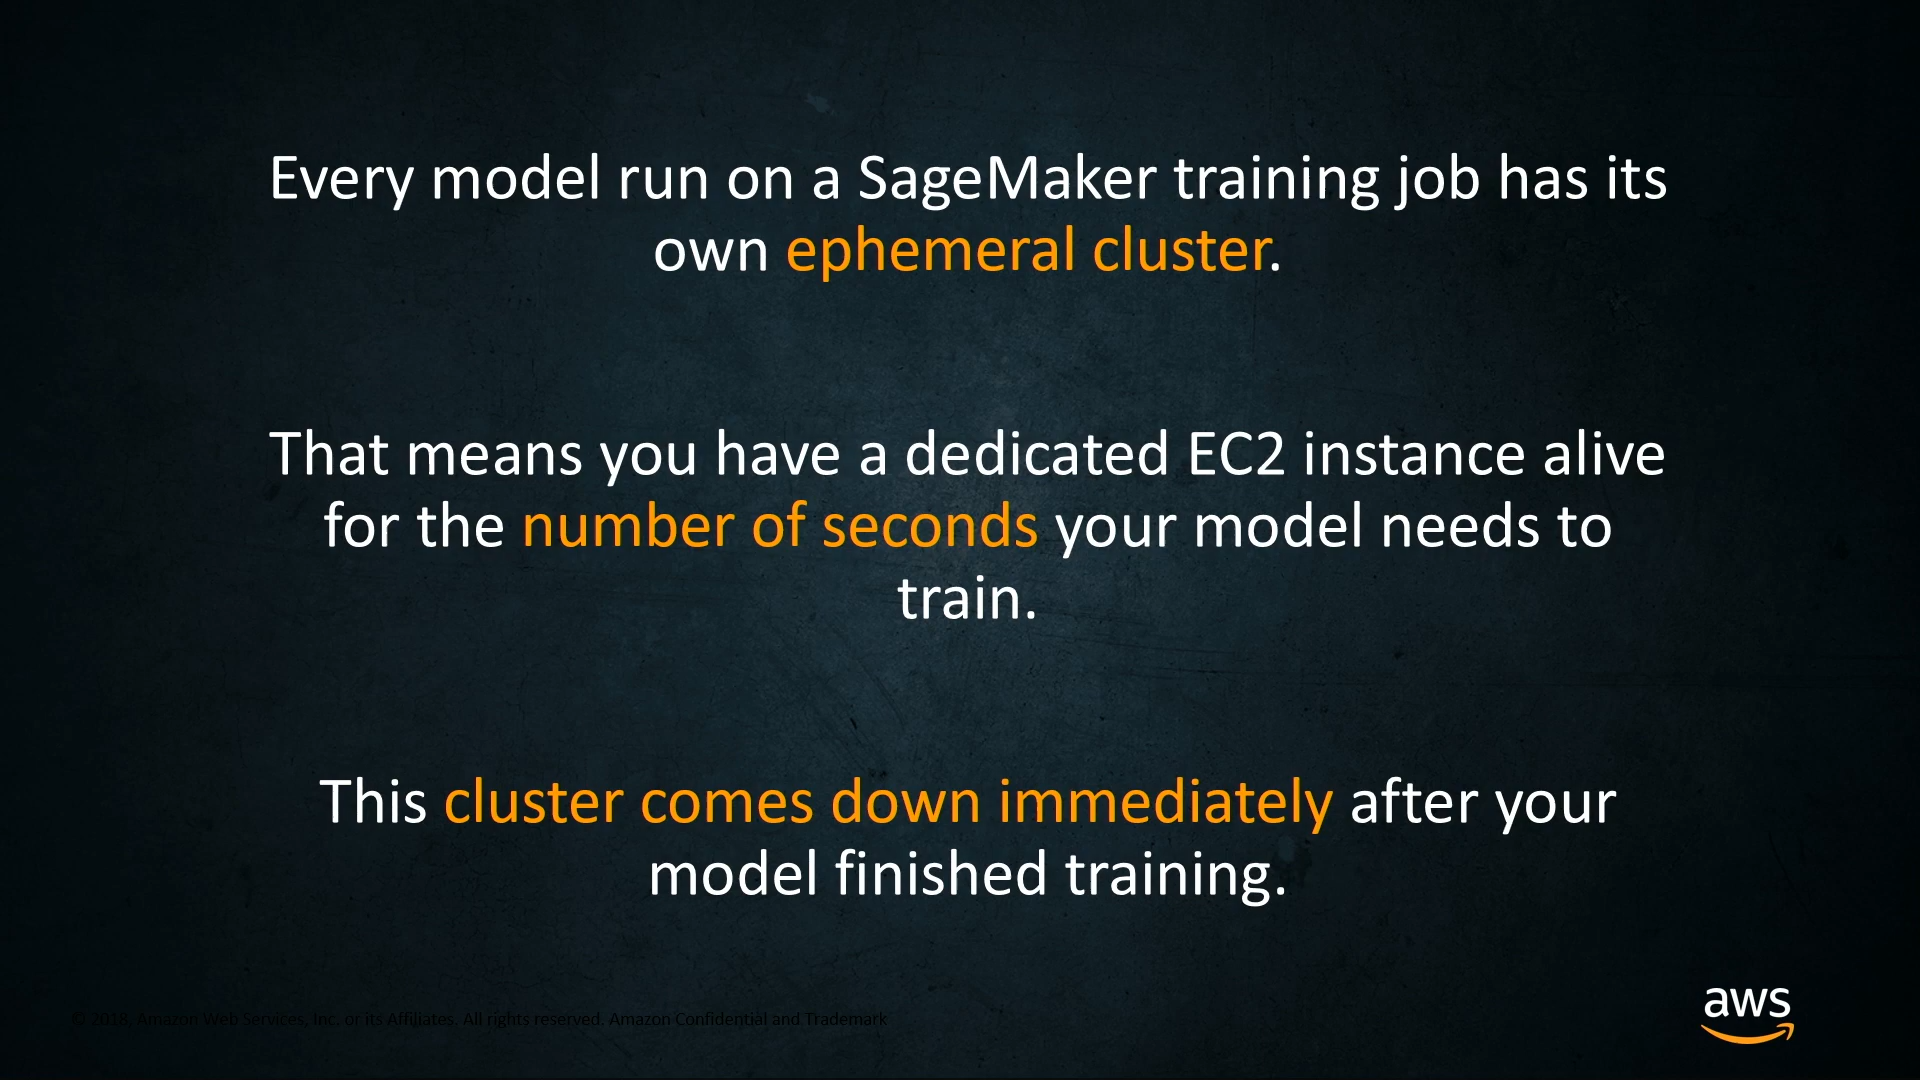 Every model run on a SageMaker training job has its
own ephemeral cluster.
That means you have a dedicated EC2 instance alive
for the number of seconds your model needs to
train.
This cluster comes down immediately after your
model finished training.
© 2018, Amazon Web Services, Inc. or its Affiliates. All rights reserved. Amazon Confidential and Trademark
aws